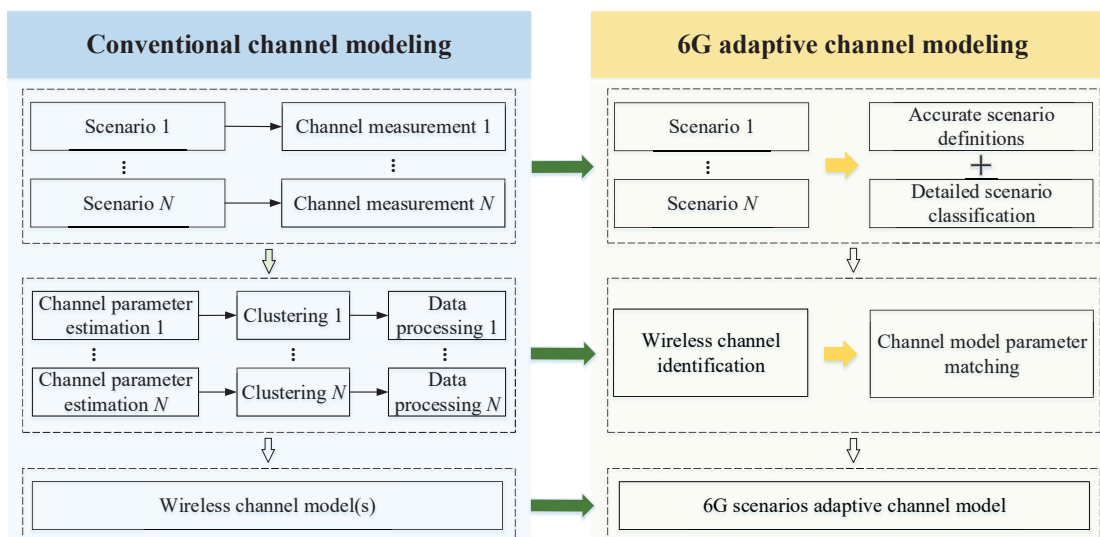 Conventional channel modeling
Scenario 1
Channel measurement 1
Scenario N
Channel measurement N
Channel parameter
estimation 1
Clustering 1
Data
processing 1
Channel parameter
estimation N
Clustering N
Data
processing N
Wireless channel model(s)
6G adaptive channel modeling
Scenario 1
Accurate scenario
definitions
+
Scenario N
Detailed scenario
classification
Wireless channel
identification
Channel model parameter
matching
6G scenarios adaptive channel model